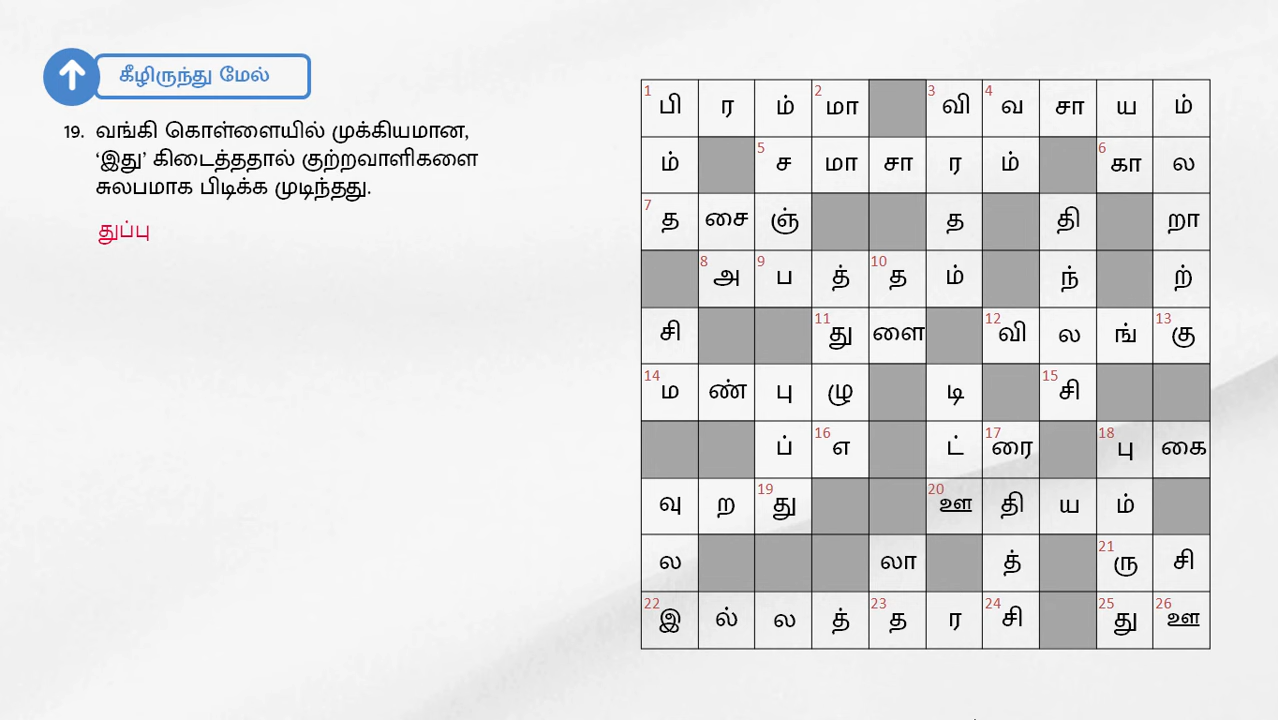 கீழிருந்து மேல்
19. வங்கி கொள்ளையில் முக்கியமான,
‘இது’ கிடைத்ததால் குற்றவாளிகளை
சுலபமாக பிடிக்க முடிந்தது.
துப்பு
1 பி ர ம் 2 மா 3 வி 4 வ சா ய ம்
ம் 5 ச மா சா ர ம் 6 கா ல
7 த சை ஞ் த தி றா
8 அ 9 ப த் 10 த ம் ந் ற்
சி 11 து ளை 12 வி ல ங் 13 கு
14 ம ண் பு ழு டி 15 சி
ப் 16 எ ட் 17 ரை 18 பு கை
வு ற 19 து 20 ஊ தி ய ம்
ல லா த் 21 ரு சி
22 இ ல் ல த் 23 த ர 24 சி 25 து 26 ஊ